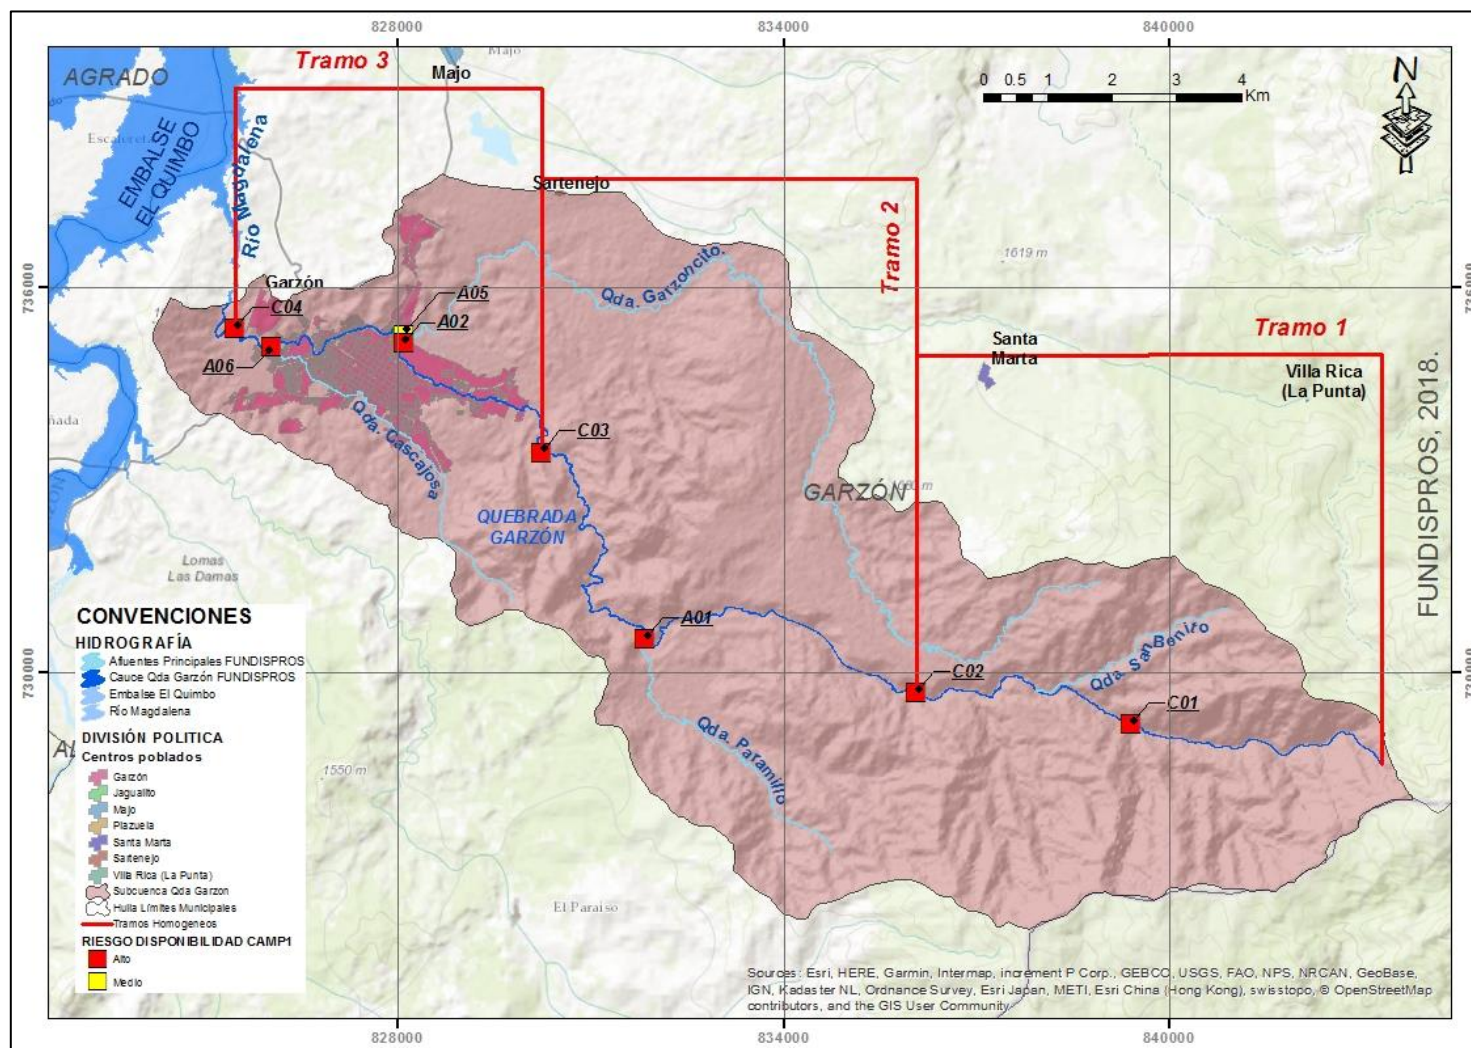 828000
834000
840000
Tramo 3
Majo
Majo
AGRADO
0 0.5 1 2 3 4
Km
N
EMBALSE
EL QUIMBO
Río Magdalena
Sartenejo
Tramo 2
1619 m
736000
Garzón
C04
A05
A02
A06
Qda. Garzoncito.
Tramo 1
Santa
Marta
Villa Rica
(La Punta)
Qda. Cascajosa
C03
GARZÓN
QUEBRADA
GARZÓN
FUNDISPROS, 2018.
Lomas
Las Damas
A01
Qda. San Benito
730000
C02
C01
Qda. Paramillo
1550 m
El Paraiso
CONVENCIONES
HIDROGRAFÍA
Afluentes Principales FUNDISPROS
Cauce Qda Garzón FUNDISPROS
Embalse El Quimbo
Río Magdalena
DIVISIÓN POLITICA
Centros poblados
Garzón
Jagualito
Majo
Plazuela
Santa Marta
Sartenejo
Villa Rica (La Punta)
Subcuenca Qda Garzon
Huila Límites Municipales
Tramos Homogeneos
RIESGO DISPONIBILIDAD CAMP1
Alto
Medio
Sources: Esri, HERE, Garmin, Intermap, increment P Corp., GEBCO, USGS, FAO, NPS, NRCAN, GeoBase,
IGN, Kadaster NL, Ordnance Survey, Esri Japan, METI, Esri China (Hong Kong), swisstopo, © OpenStreetMap
contributors, and the GIS User Community
828000
834000
840000